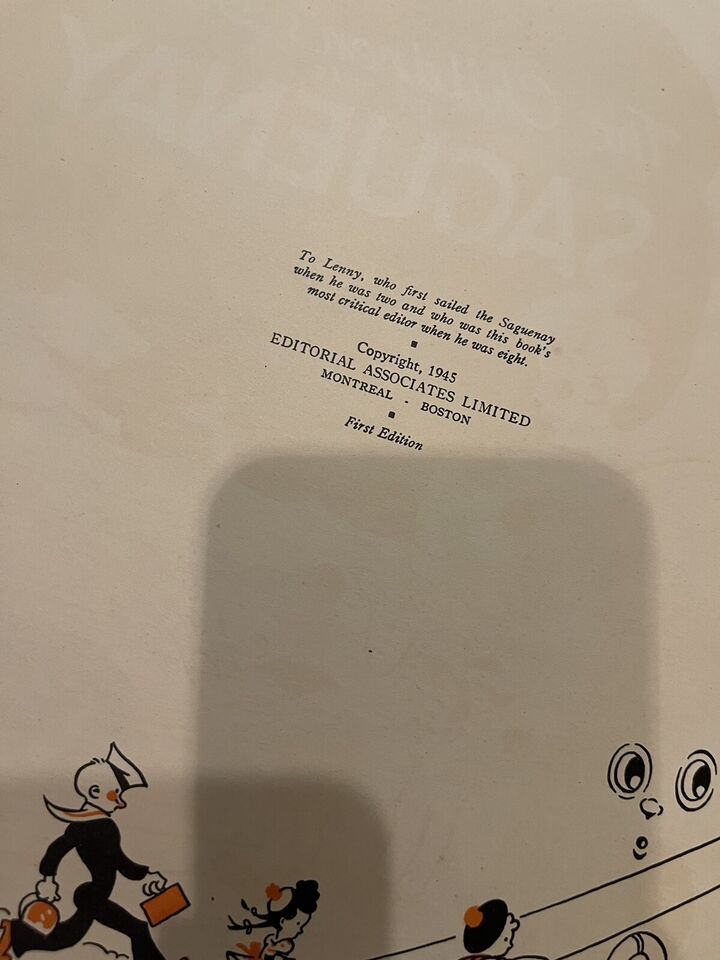 To Lenny, who first sailed the Saguenay
when he was two and who was this book's
most critical editor when he was eight.
Copyright, 1945
EDITORIAL ASSOCIATES LIMITED
MONTREAL - BOSTON
First Edition